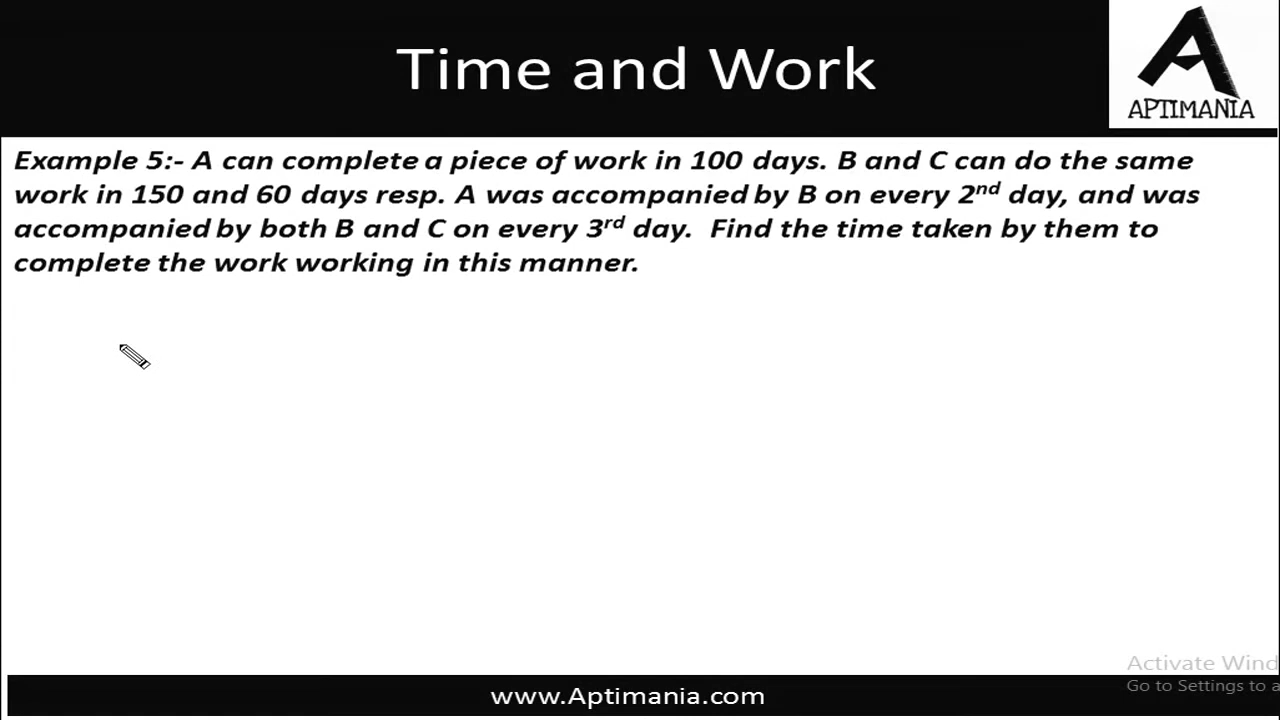 Time and Work
APTIMANIA
Example 5:- A can complete a piece of work in 100 days. B and C can do the same
work in 150 and 60 days resp. A was accompanied by B on every 2nd day, and was
accompanied by both B and C on every 3rd day. Find the time taken by them to
complete the work working in this manner.
Activate Wind
Go to Settings to a
www.Aptimania.com